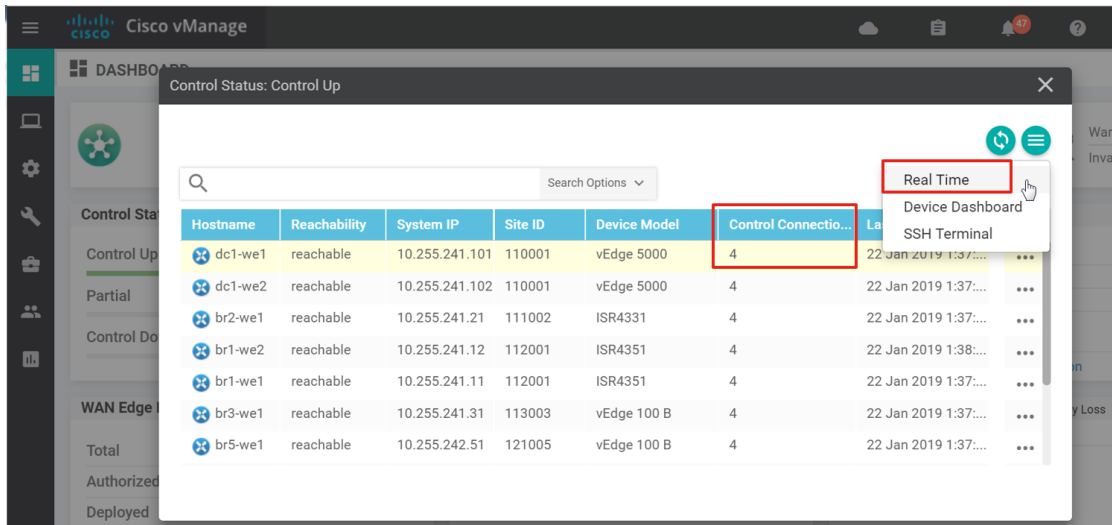 cisco Cisco vManage 47
DASHBOARD
Control Status: Control Up
War
Inva
Search Options
Real Time
Device Dashboard
SSH Terminal
Control Sta
Hostname Reachability System IP Site ID Device Model Control Connectio... La
Control Up dc1-we1 reachable 10.255.241.101 110001 vEdge 5000 4 22 Jan 2019 1:37:...
Partial dc1-we2 reachable 10.255.241.102 110001 vEdge 5000 4 22 Jan 2019 1:37:...
br2-we1 reachable 10.255.241.21 111002 ISR4331 4 22 Jan 2019 1:37:...
Control Do br1-we2 reachable 10.255.241.12 112001 ISR4351 4 22 Jan 2019 1:38:...
br1-we1 reachable 10.255.241.11 112001 ISR4351 4 22 Jan 2019 1:37:...
on
WAN Edge br3-we1 reachable 10.255.241.31 113003 vEdge 100 B 4 22 Jan 2019 1:37:...
y Loss
Total br5-we1 reachable 10.255.242.51 121005 vEdge 100 B 4 22 Jan 2019 1:37:...
Authorized
Deployed